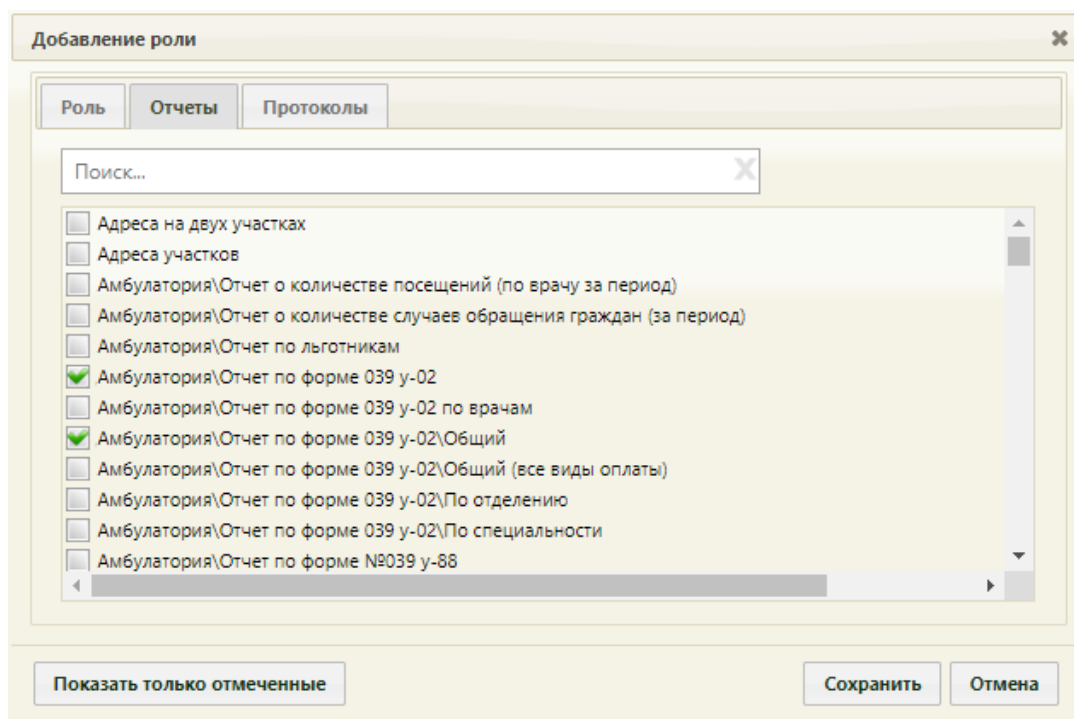 Добавление роли
Роль Отчеты Протоколы
Поиск...
Адреса на двух участках
Адреса участков
Амбулатория\Отчет о количестве посещений (по врачу за период)
Амбулатория\Отчет о количестве случаев обращения граждан (за период)
Амбулатория\Отчет по льготникам
Амбулатория\Отчет по форме 039 у-02
Амбулатория\Отчет по форме 039 у-02 по врачам
Амбулатория\Отчет по форме 039 у-02\Общий
Амбулатория\Отчет по форме 039 у-02\Общий (все виды оплаты)
Амбулатория\Отчет по форме 039 у-02\По отделению
Амбулатория\Отчет по форме 039 у-02\По специальности
Амбулатория\Отчет по форме №039 у-88
Показать только отмеченные Сохранить Отмена